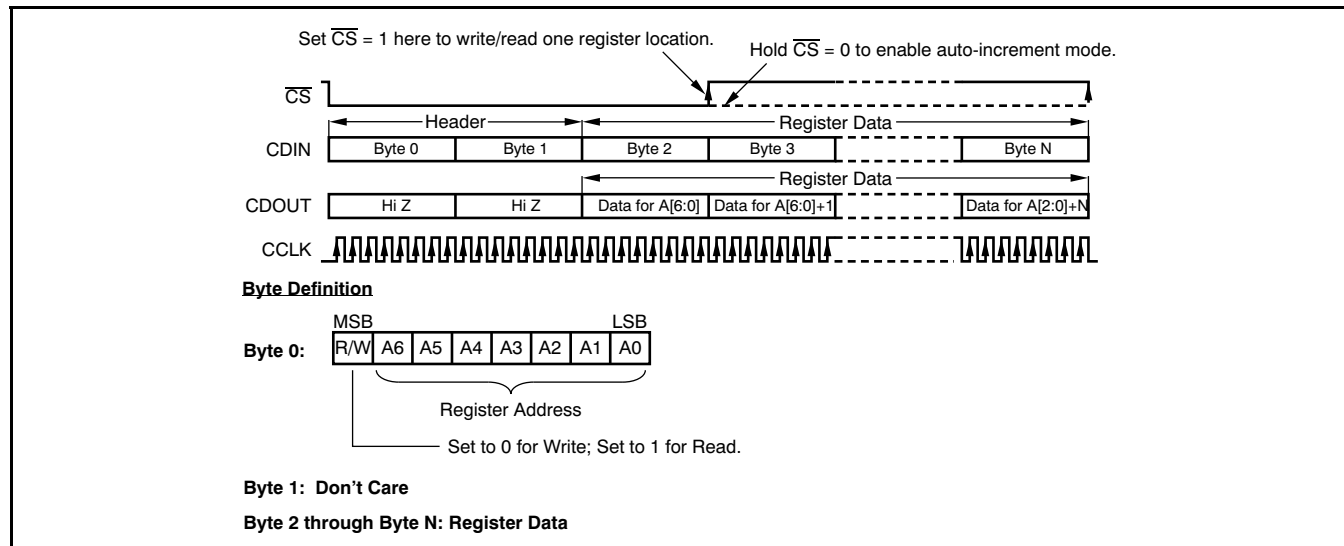 Set CS = 1 here to write/read one register location.
Hold CS = 0 to enable auto-increment mode.
CS
Header
Register Data
CDIN
Byte 0
Byte 1
Byte 2
Byte 3
Byte N
Register Data
CDOUT
Hi Z
Hi Z
Data for A[6:0]
Data for A[6:0]+1
Data for A[2:0]+N
CCLK
Byte Definition
MSB
LSB
Byte 0:
R/W
A6
A5
A4
A3
A2
A1
A0
Register Address
Set to 0 for Write; Set to 1 for Read.
Byte 1: Don't Care
Byte 2 through Byte N: Register Data